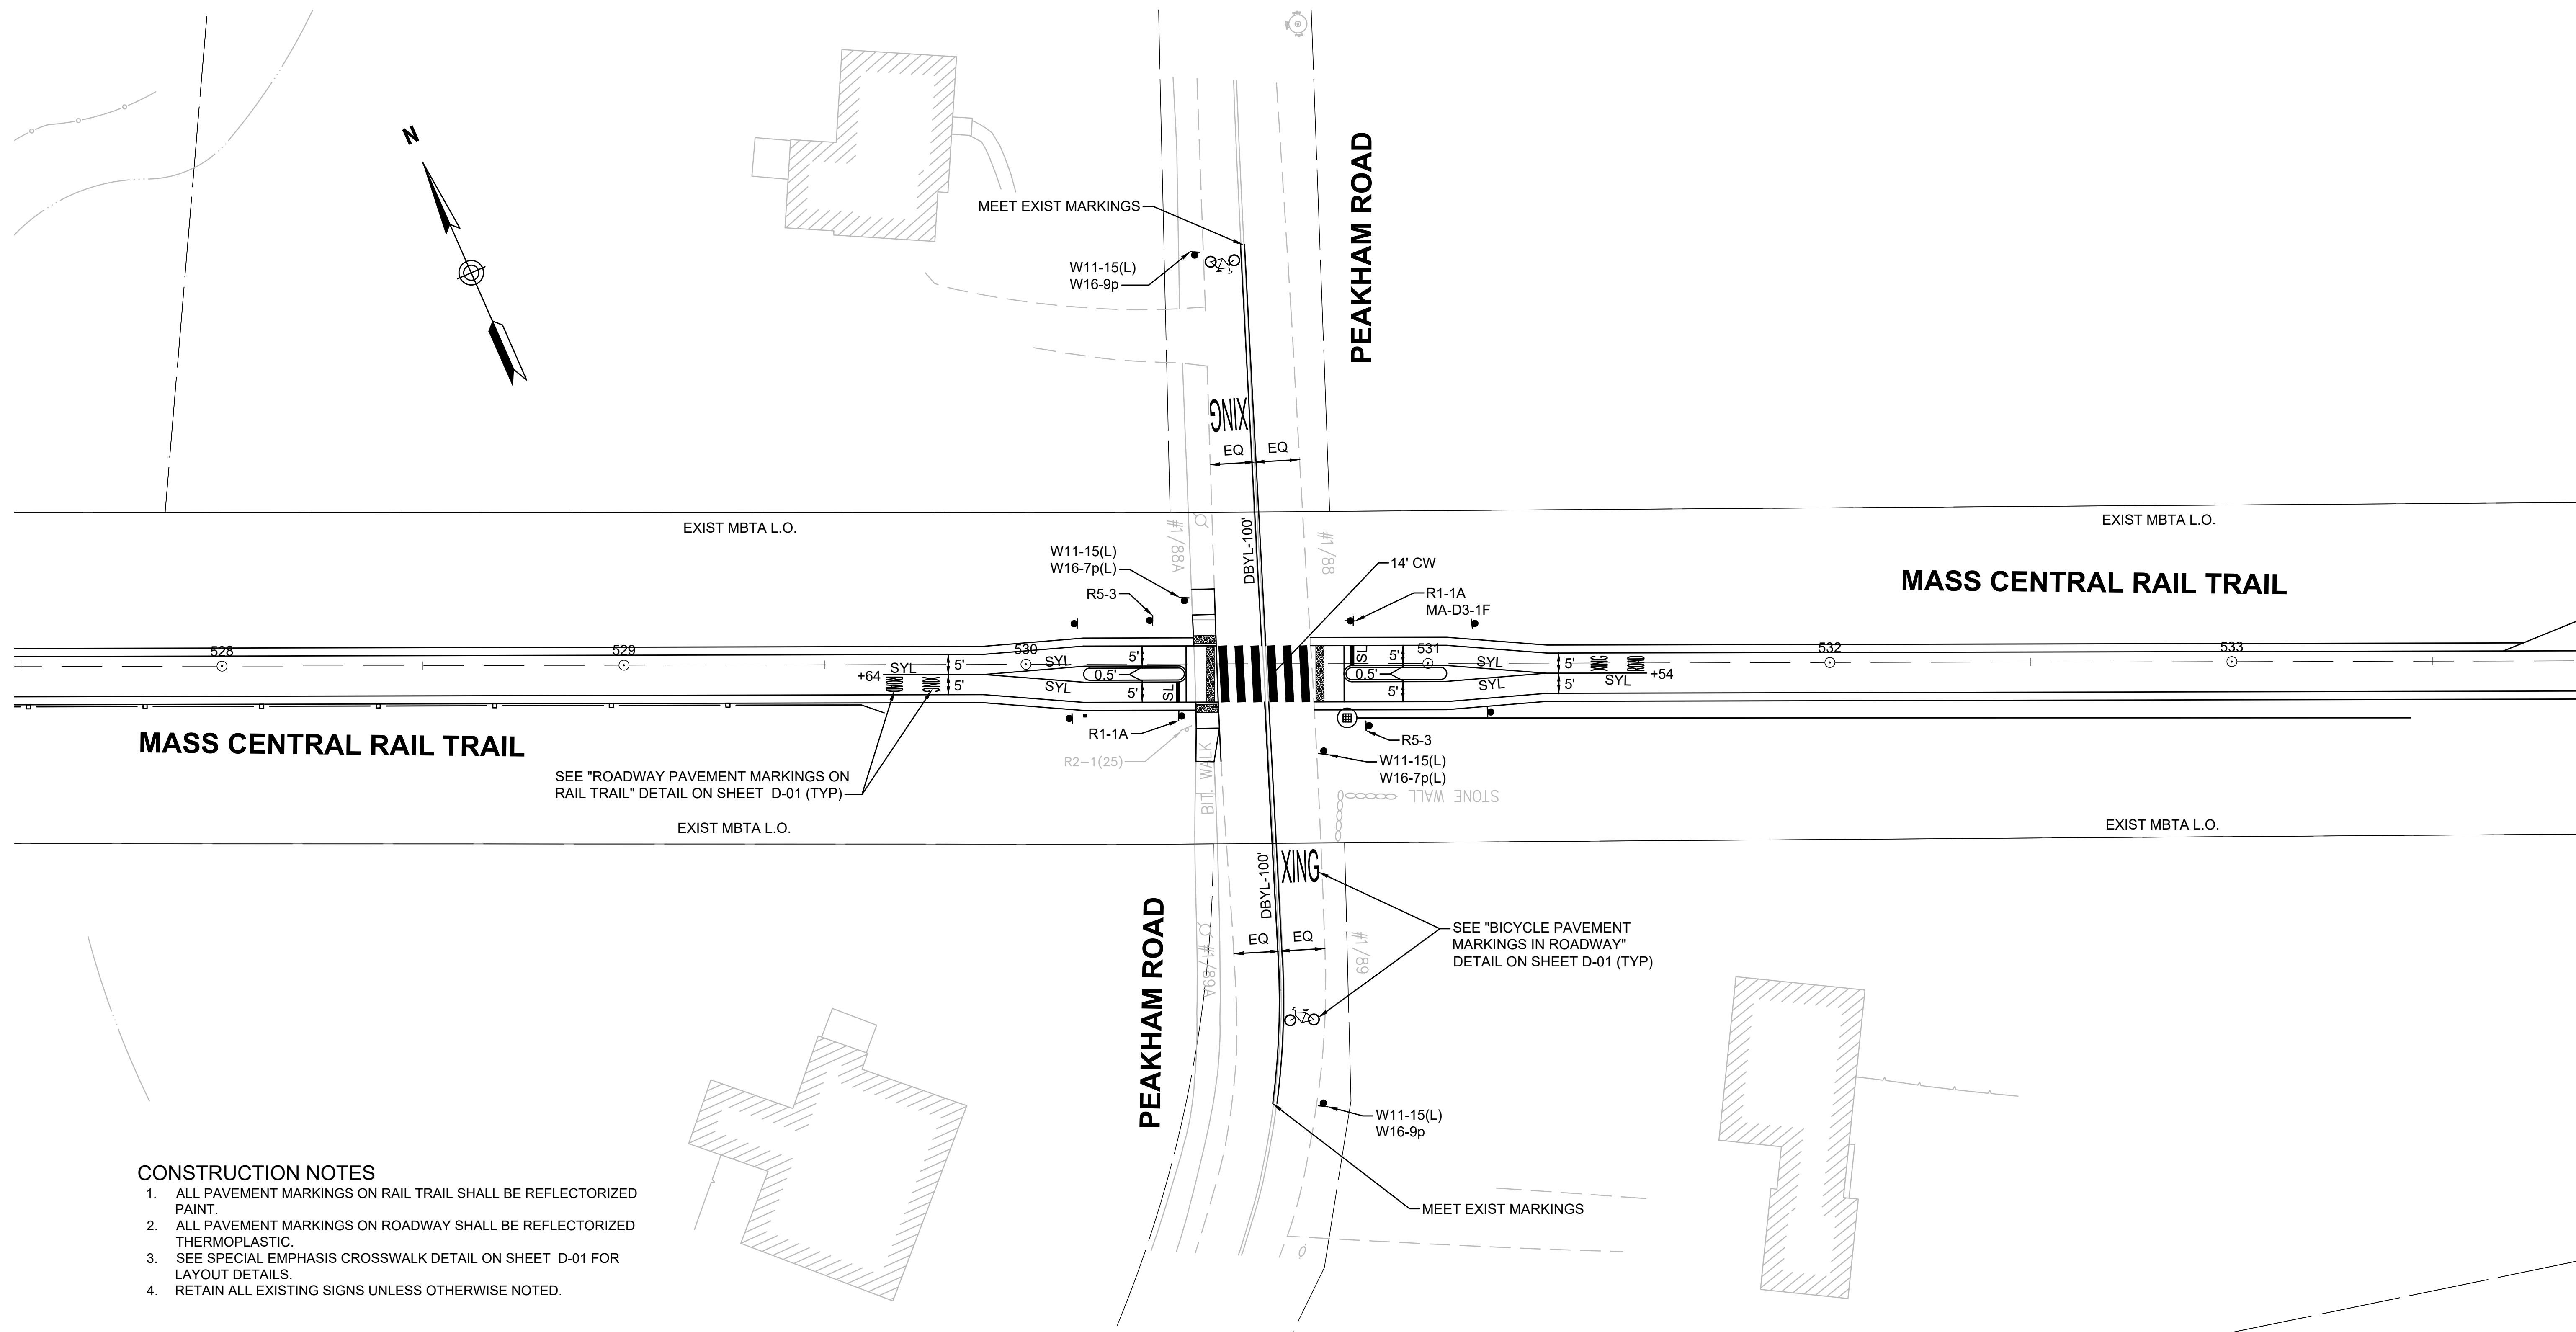 N
PEAKHAM ROAD
MEET EXIST MARKINGS
W11-15(L)
W16-9p
XING
EQ
EQ
EXIST MBTA L.O.
EXIST MBTA L.O.
#1/88A
DBYL-100'
#1/88
W11-15(L)
W16-7p(L)
R5-3
14' CW
R1-1A
MA-D3-1F
MASS CENTRAL RAIL TRAIL
528
529
530
531
532
533
SYL
5'
SYL
5'
SL
5'
SYL
5'
XING
ROAD
+64
0.5'
0.5'
+54
ROAD
XING
5'
SYL
5'
SL
5'
SYL
5'
SYL
MASS CENTRAL RAIL TRAIL
R1-1A
R2-1(25)
BIT. WALK
R5-3
W11-15(L)
W16-7p(L)
STONE WALL
SEE "ROADWAY PAVEMENT MARKINGS ON
RAIL TRAIL" DETAIL ON SHEET D-01 (TYP)
EXIST MBTA L.O.
EXIST MBTA L.O.
XING
DBYL-100'
PEAKHAM ROAD
#1/89A
EQ
EQ
#1/89
SEE "BICYCLE PAVEMENT
MARKINGS IN ROADWAY"
DETAIL ON SHEET D-01 (TYP)
W11-15(L)
W16-9p
MEET EXIST MARKINGS
CONSTRUCTION NOTES
1. ALL PAVEMENT MARKINGS ON RAIL TRAIL SHALL BE REFLECTORIZED
PAINT.
2. ALL PAVEMENT MARKINGS ON ROADWAY SHALL BE REFLECTORIZED
THERMOPLASTIC.
3. SEE SPECIAL EMPHASIS CROSSWALK DETAIL ON SHEET D-01 FOR
LAYOUT DETAILS.
4. RETAIN ALL EXISTING SIGNS UNLESS OTHERWISE NOTED.